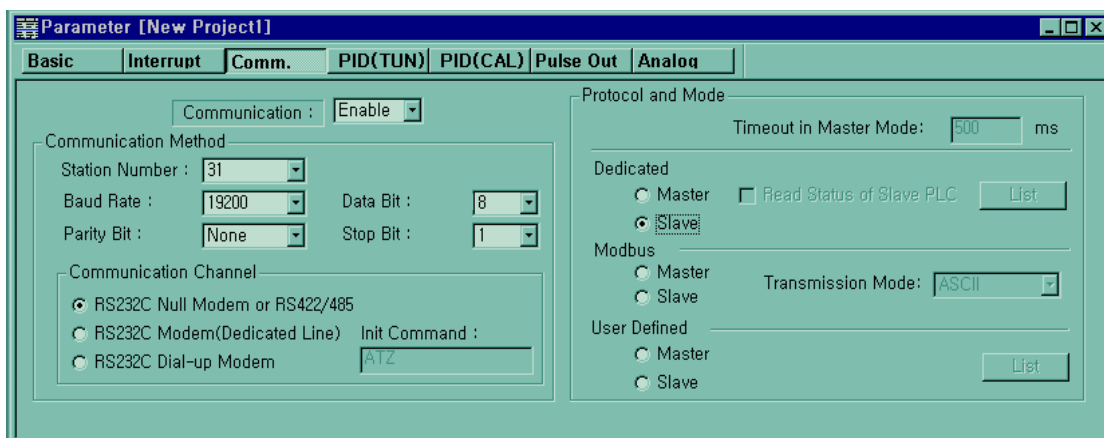 Parameter [New Project1]
Basic Interrupt Comm. PID(TUN) PID(CAL) Pulse Out Analog
Communication : Enable
Communication Method
Station Number : 31
Baud Rate : 19200 Data Bit : 8
Parity Bit : None Stop Bit : 1
Communication Channel
RS232C Null Modem or RS422/485
RS232C Modem(Dedicated Line) Init Command :
RS232C Dial-up Modem ATZ
Protocol and Mode
Timeout in Master Mode: 500 ms
Dedicated
Master Read Status of Slave PLC List
Slave
Modbus
Master
Transmission Mode: ASCII
Slave
User Defined
Master
List
Slave